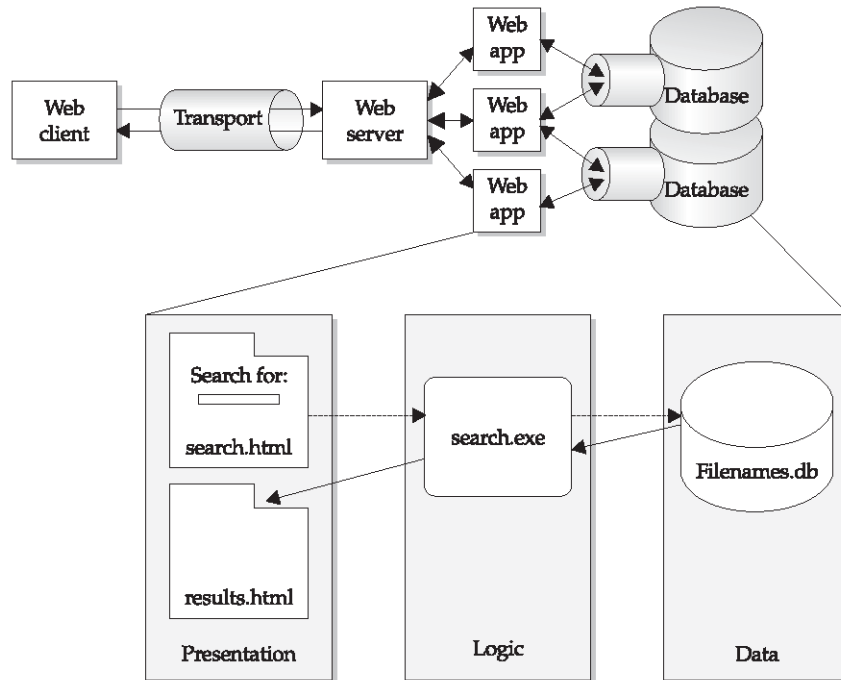 Web
client
Transport
Web
server
Web
app
Web
app
Web
app
Database
Database
Search for:
search.html
results.html
Presentation
search.exe
Logic
Filenames.db
Data